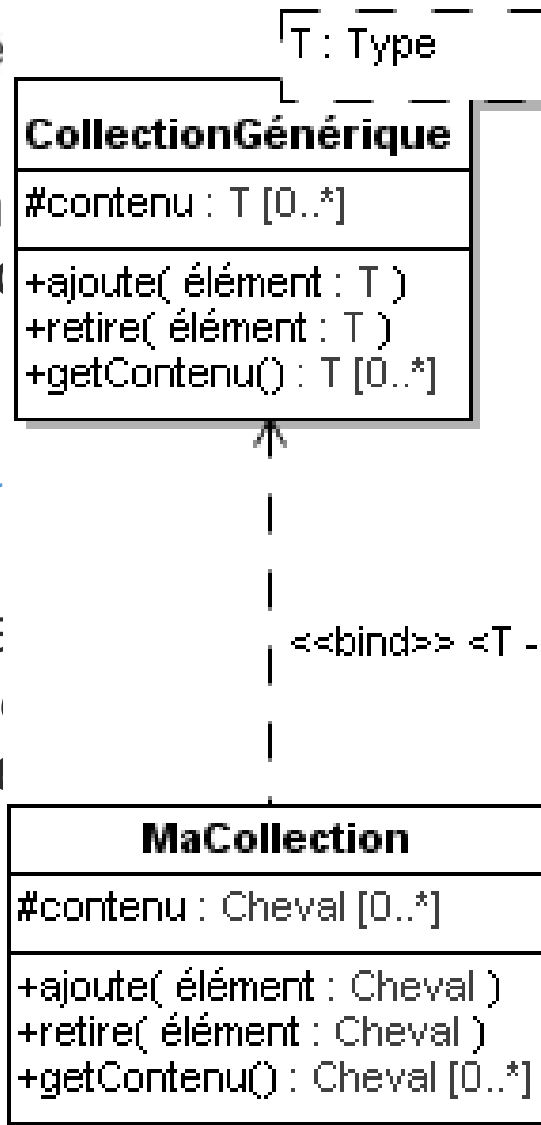 T : Type
CollectionGénérique
#contenu : T [0..*]
+ajoute( élément : T )
+retire( élément : T )
+getContenu() : T [0..*]
<<bind>> <T -
MaCollection
#contenu : Cheval [0..*]
+ajoute( élément : Cheval )
+retire( élément : Cheval )
+getContenu() : Cheval [0..*]